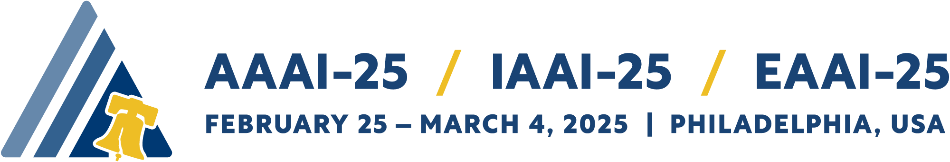 AAAI-25 / IAAI-25 / EAAI-25
FEBRUARY 25 – MARCH 4, 2025 | PHILADELPHIA, USA